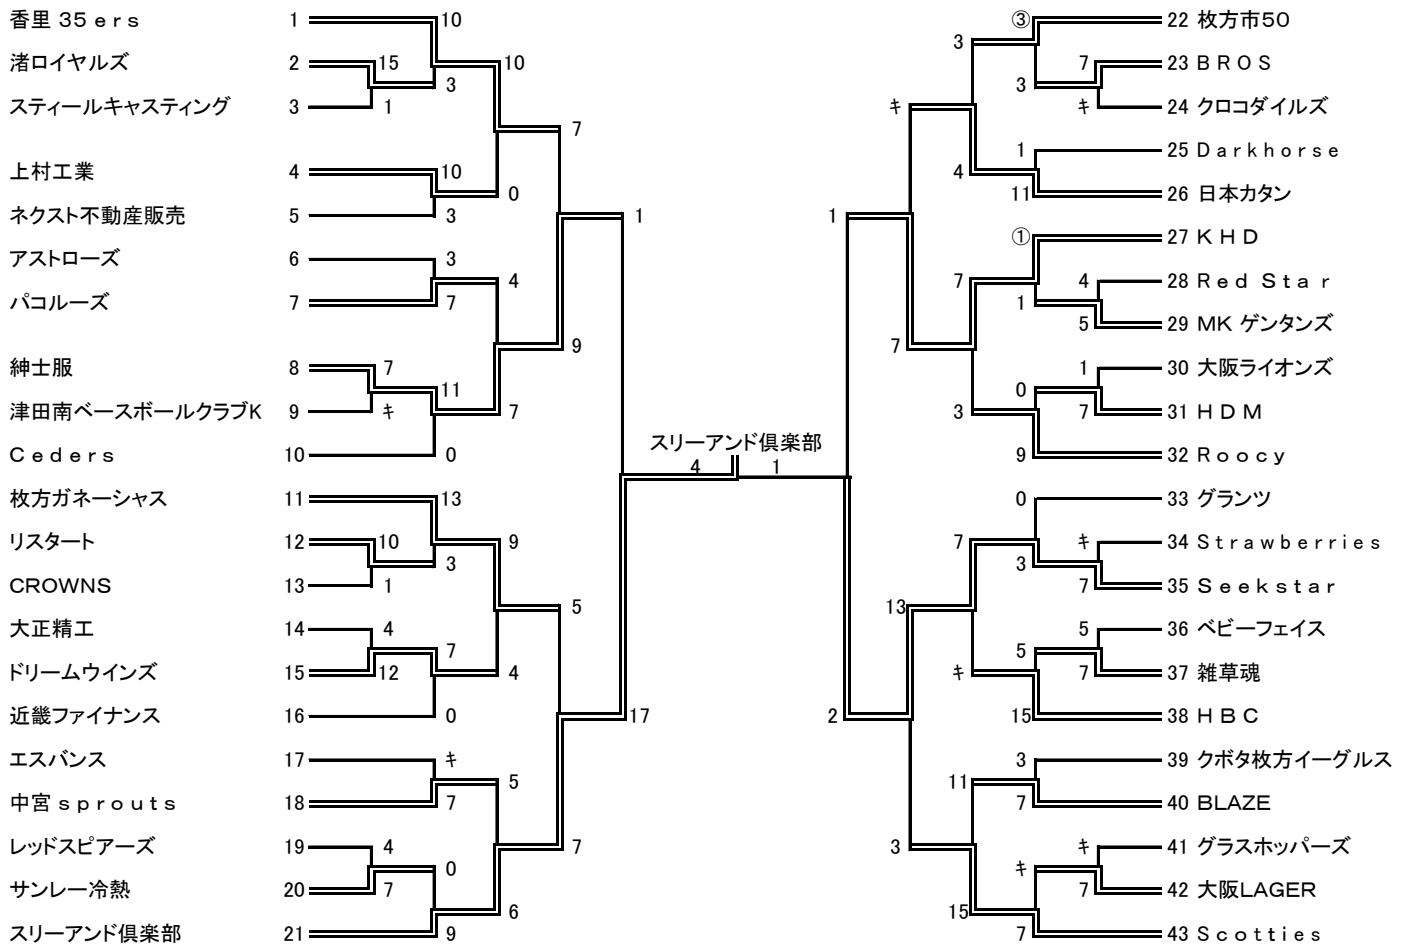 香里 35ers 1 10 ③ 22 枚方市50
3
渚ロイヤルズ 2 15 10 7 23 BROS
3 3
スティールキャスティング 3 1 ｷ ｷ 24 クロコダイルズ
7
1 25 Darkhorse
上村工業 4 10 4
0 11 26 日本カタン
ネクスト不動産販売 5 3 1 1
① 27 KHD
アストローズ 6 3
4 7 4 28 Red Star
パコルーズ 7 7 1
5 29 MK ゲンタンズ
9 7
紳士服 8 7 1 30 大阪ライオンズ
11 0
津田南ベースボールクラブK 9 ｷ 7 3 7 31 HDM
スリーアンド倶楽部
Ceders 10 0 9 32 Roocy
4 1
枚方ガネーシャス 11 13 0 33 グランツ
リスタート 12 10 9 7 ｷ 34 Strawberries
3 3
CROWNS 13 1 7 35 Seekstar
5 13
大正精工 14 4 5 36 ベビーフェイス
7 5
ドリームウインズ 15 12 4 ｷ 7 37 雑草魂
近畿ファイナンス 16 0 17 2 15 38 HBC
エスバンス 17 ｷ 3 39 クボタ枚方イーグルス
5 11
中宮sprouts 18 7 7 40 BLAZE
レッドスピアーズ 19 4 7 3 ｷ 41 グラスホッパーズ
0 ｷ
サンレー冷熱 20 7 7 42 大阪LAGER
6 15
スリーアンド倶楽部 21 9 7 43 Scotties